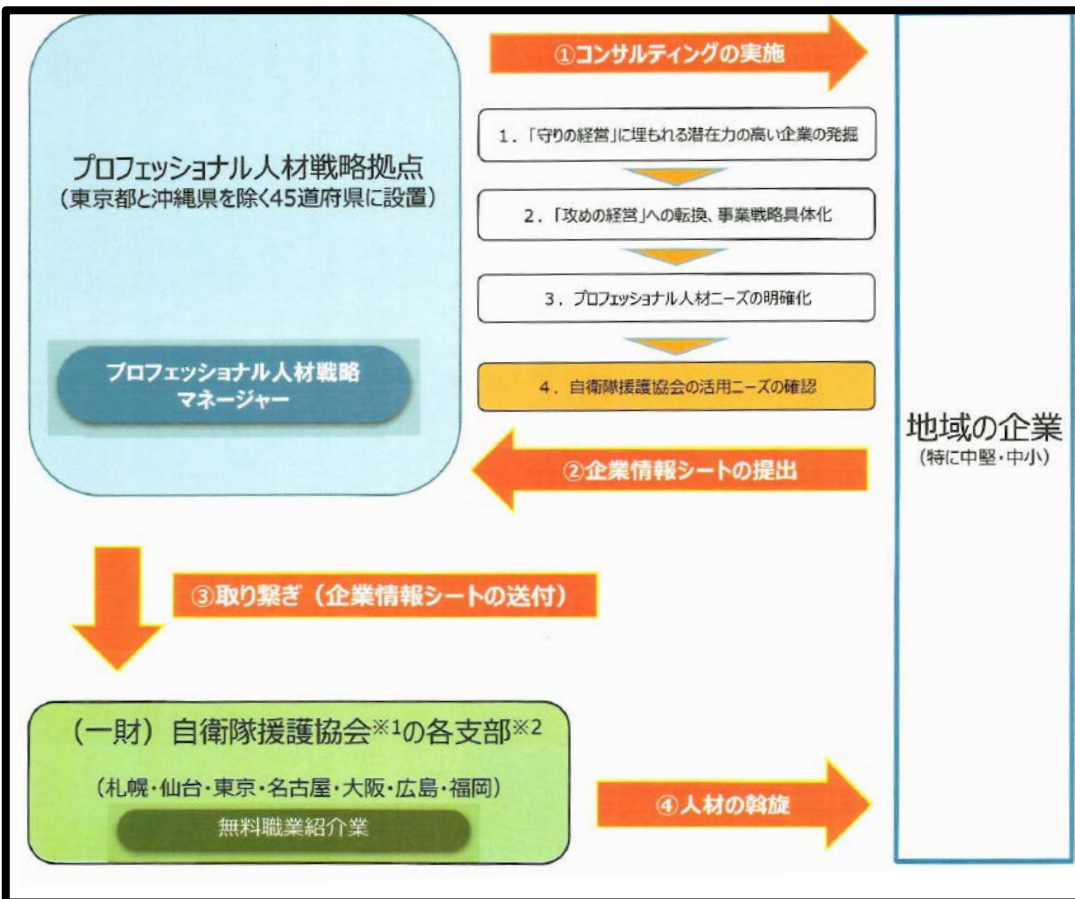 ①コンサルティングの実施
プロフェッショナル人材戦略拠点
（東京都と沖縄県を除く45道府県に設置）
1．「守りの経営」に埋もれる潜在力の高い企業の発掘
2．「攻めの経営」への転換、事業戦略具体化
3．プロフェッショナル人材ニーズの明確化
4．自衛隊援護協会の活用ニーズの確認
プロフェッショナル人材戦略
マネージャー
②企業情報シートの提出
地域の企業
（特に中堅・中小）
③取り繋ぎ（企業情報シートの送付）
（一財）自衛隊援護協会※1の各支部※2
（札幌・仙台・東京・名古屋・大阪・広島・福岡）
無料職業紹介業
④人材の斡旋